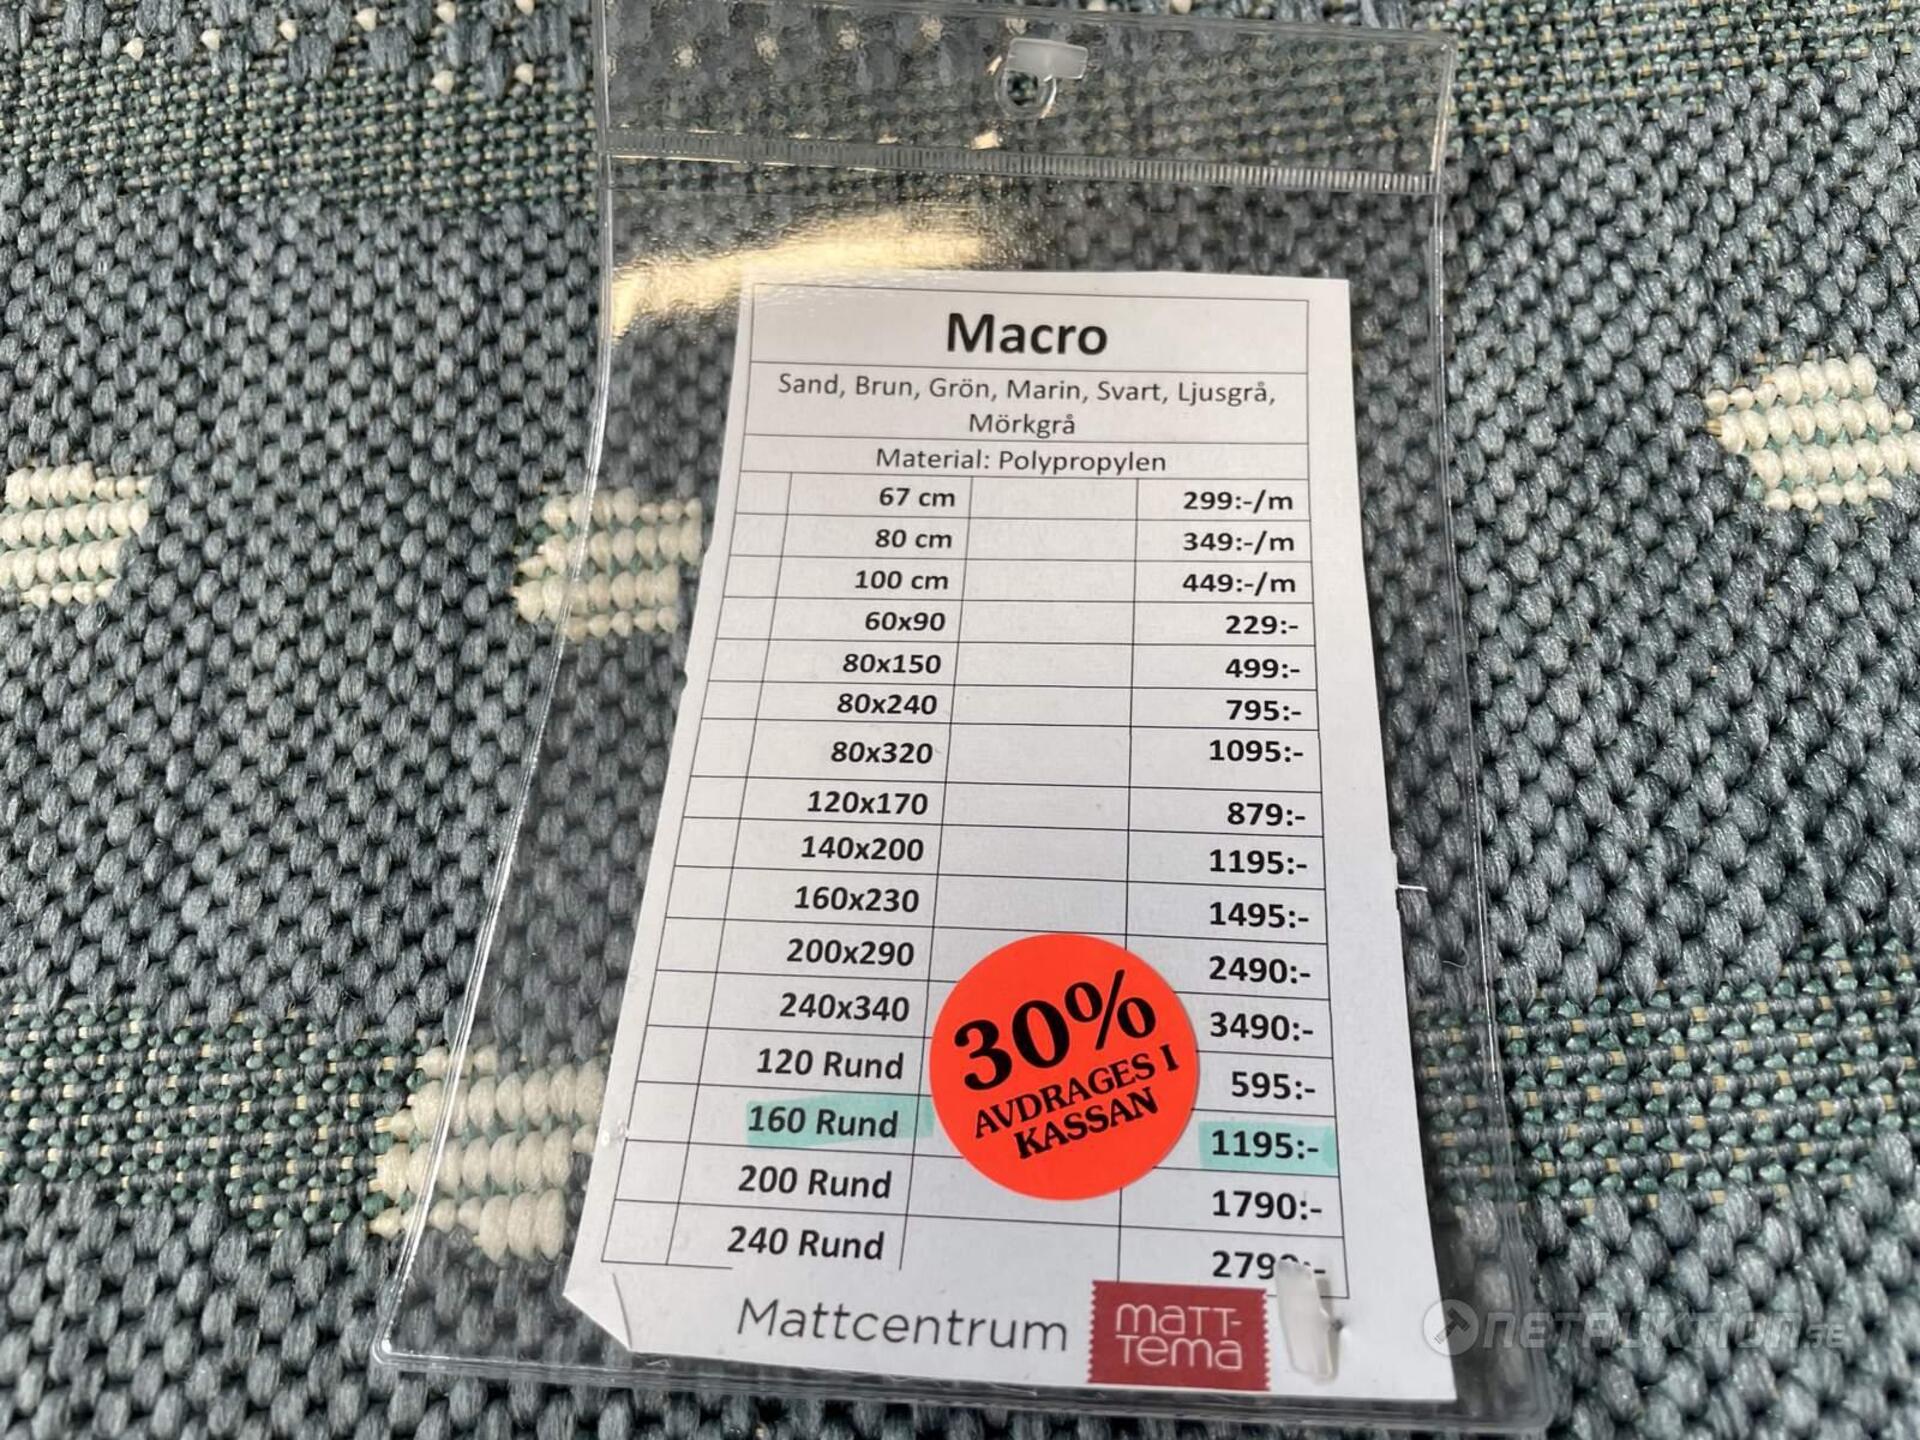 Macro
Sand, Brun, Grön, Marin, Svart, Ljusgrå,
Mörkgrå
Material: Polypropylen
67 cm 299:-/m
80 cm 349:-/m
100 cm 449:-/m
60x90 229:-
80x150 499:-
80x240 795:-
80x320 1095:-
120x170 879:-
140x200 1195:-
160x230 1495:-
200x290 2490:-
240x340 3490:-
120 Rund 595:-
160 Rund 1195:-
200 Rund 1790:-
240 Rund
30%
AVDRAGES I
KASSAN
Mattcentrum
MATT-
TEMA
NETAUKTION.SE